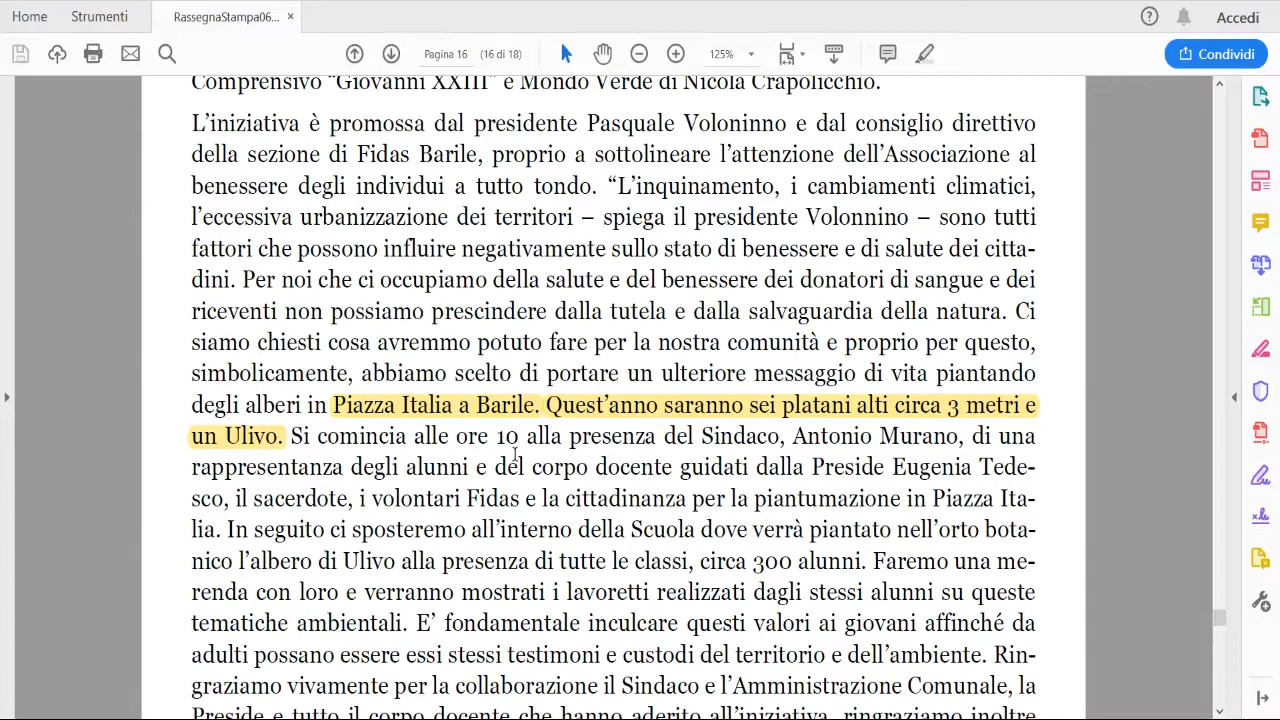 Home Strumenti RassegnaStampa06... × Accedi
Pagina 16 (16 di 18) 125% Condividi
Comprensivo “Giovanni XXIII” e Mondo Verde di Nicola Crapolicchio.
L’iniziativa è promossa dal presidente Pasquale Voloninno e dal consiglio direttivo
della sezione di Fidas Barile, proprio a sottolineare l’attenzione dell’Associazione al
benessere degli individui a tutto tondo. “L’inquinamento, i cambiamenti climatici,
l’eccessiva urbanizzazione dei territori – spiega il presidente Volonnino – sono tutti
fattori che possono influire negativamente sullo stato di benessere e di salute dei citta-
dini. Per noi che ci occupiamo della salute e del benessere dei donatori di sangue e dei
riceventi non possiamo prescindere dalla tutela e dalla salvaguardia della natura. Ci
siamo chiesti cosa avremmo potuto fare per la nostra comunità e proprio per questo,
simbolicamente, abbiamo scelto di portare un ulteriore messaggio di vita piantando
degli alberi in Piazza Italia a Barile. Quest’anno saranno sei platani alti circa 3 metri e
un Ulivo. Si comincia alle ore 10 alla presenza del Sindaco, Antonio Murano, di una
rappresentanza degli alunni e del corpo docente guidati dalla Preside Eugenia Tede-
sco, il sacerdote, i volontari Fidas e la cittadinanza per la piantumazione in Piazza Ita-
lia. In seguito ci sposteremo all’interno della Scuola dove verrà piantato nell’orto bota-
nico l’albero di Ulivo alla presenza di tutte le classi, circa 300 alunni. Faremo una me-
renda con loro e verranno mostrati i lavoretti realizzati dagli stessi alunni su queste
tematiche ambientali. E’ fondamentale inculcare questi valori ai giovani affinché da
adulti possano essere essi stessi testimoni e custodi del territorio e dell’ambiente. Rin-
graziamo vivamente per la collaborazione il Sindaco e l’Amministrazione Comunale, la
Preside e tutto il corpo docente che hanno aderito all’iniziativa, ringraziamo inoltre